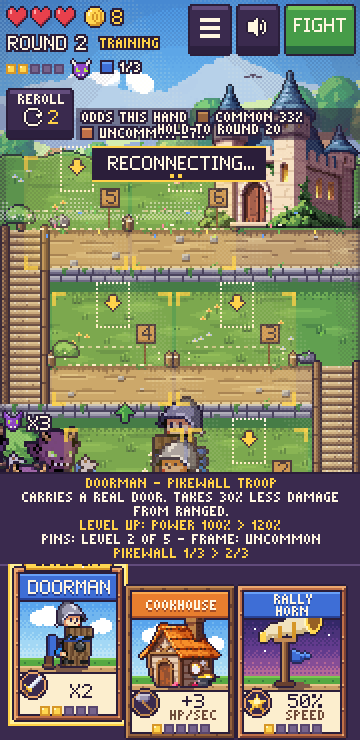 8
FIGHT
ROUND 2 TRAINING
1/3
REROLL
2
ODDS THIS HAND COMMON 33%
HOLD TO ROUND 20
RECONNECTING...
5
6
4
3
X3
DOORMAN - PIKEWALL TROOP
CARRIES A REAL DOOR. TAKES 30% LESS DAMAGE
FROM RANGED.
LEVEL UP: POWER 100% > 120%
PINS: LEVEL 2 OF 5 - FRAME: UNCOMMON
PIKEWALL 1/3 > 2/3
DOORMAN
X2
COOKHOUSE
+3
HP/SEC
RALLY
HORN
50%
SPEED